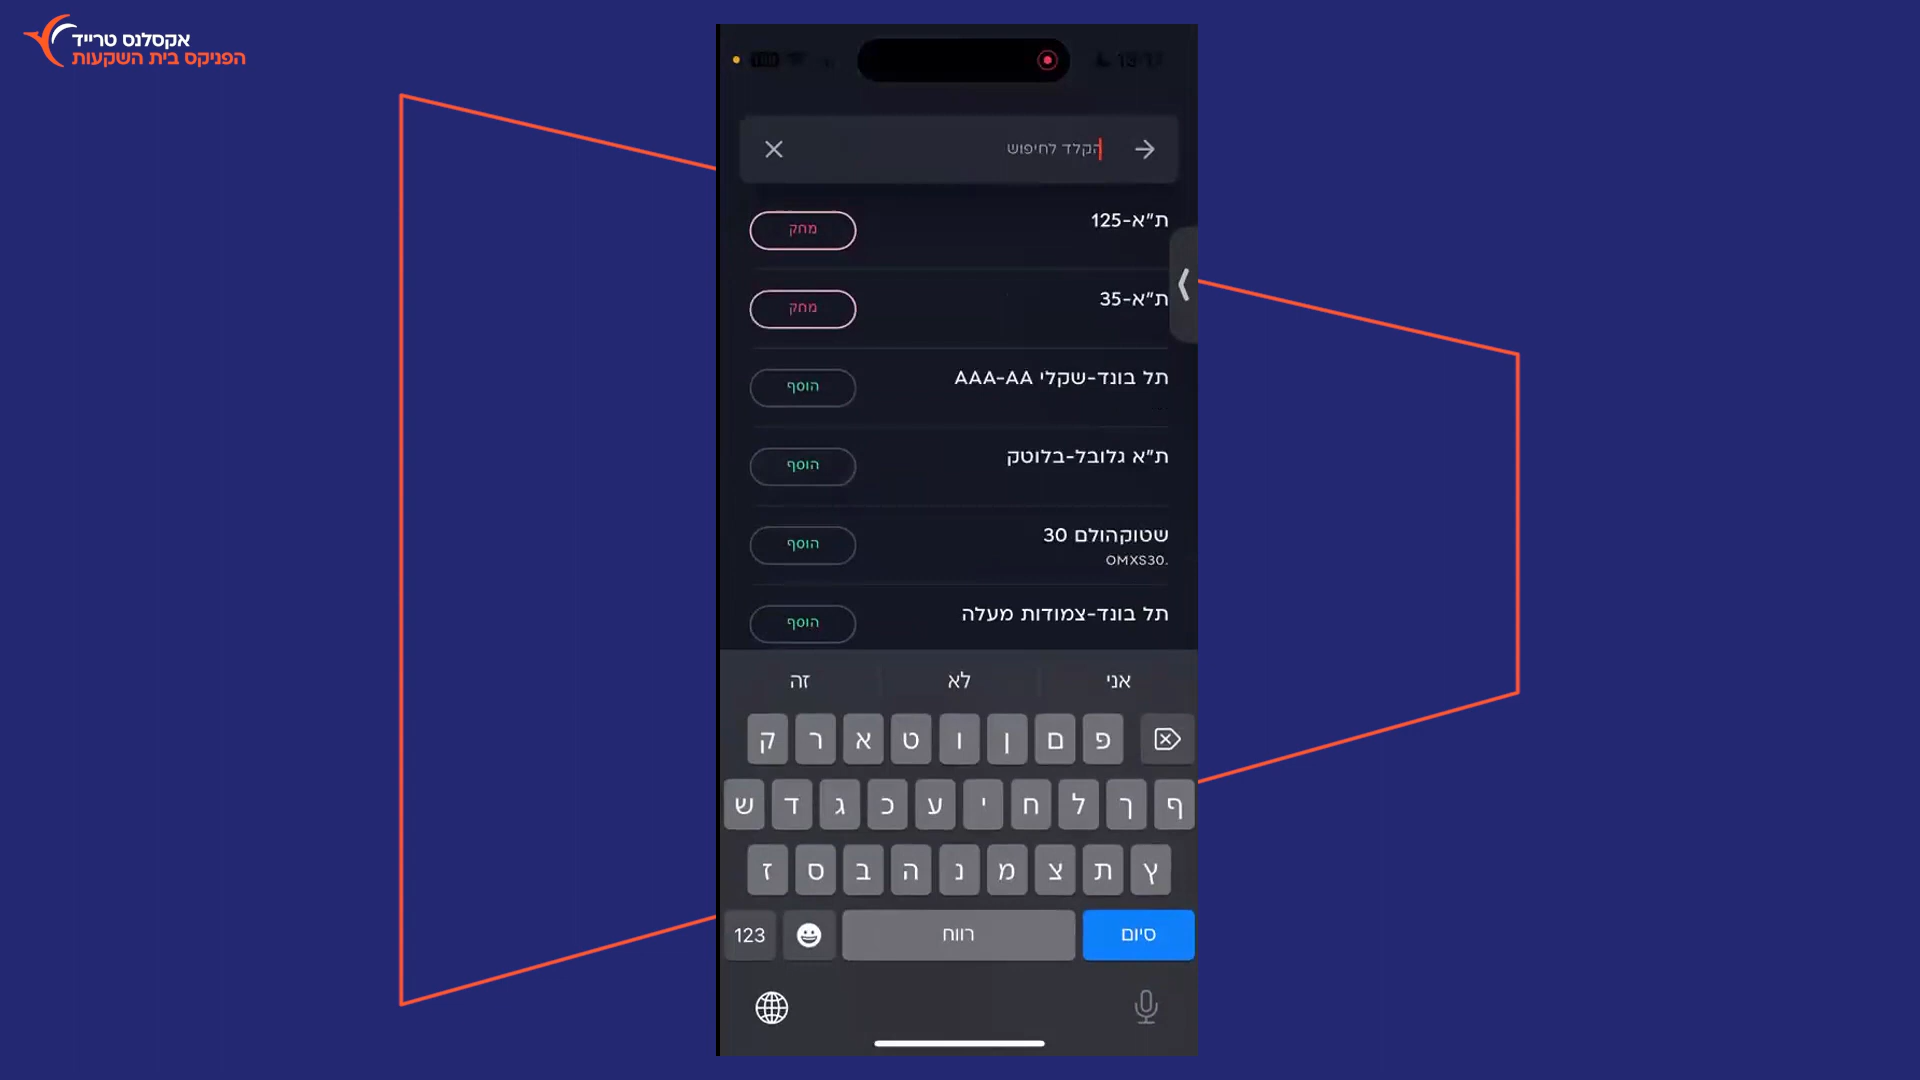 אקסלנס טרייד
הפניקס בית השקעות
הקלד לחיפוש
ת"א-125
מחק
ת"א-35
מחק
תל בונד-שקלי AAA-AA
הוסף
ת"א גלובל-בלוטק
הוסף
שטוקהולם 30
OMXS30.
הוסף
תל בונד-צמודות מעלה
הוסף
אני לא זה
פ ם ן ו ט א ר ק
ף ך ל ח י ע כ ג ד ש
ץ ת צ מ נ ה ב ס ז
סיום רווח 123